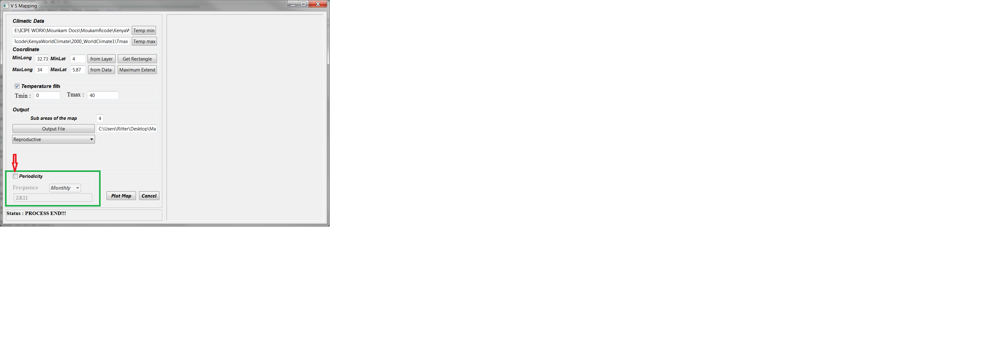 V S Mapping
Climatic Data
E:\ICIPE WORK\Mounkam Docs\MoukamRcode\KenyaW Temp min
Rcode\KenyaWorldClimate\2000_WorldClimate1\Tmax Temp max
Coordinate
MinLong 32.73 MinLat 4 from Layer Get Rectangle
MaxLong 34 MaxLat 5.87 from Data Maximum Extend
Temperature filte
Tmin : 0 Tmax : 40
Output
Sub areas of the map 4
Output File C:\Users\Ritter\Desktop\Ma
Reproductive
Periodicity
Frequence Monthly
2,8,11
Plot Map Cancel
Status : PROCESS END!!!